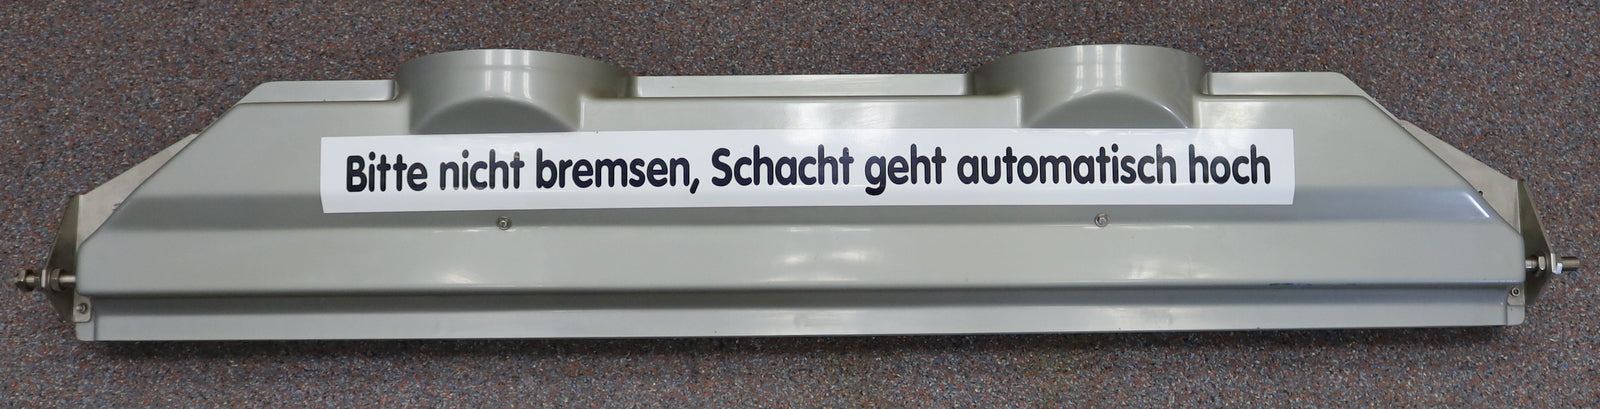 Bitte nicht bremsen, Schacht geht automatisch hoch